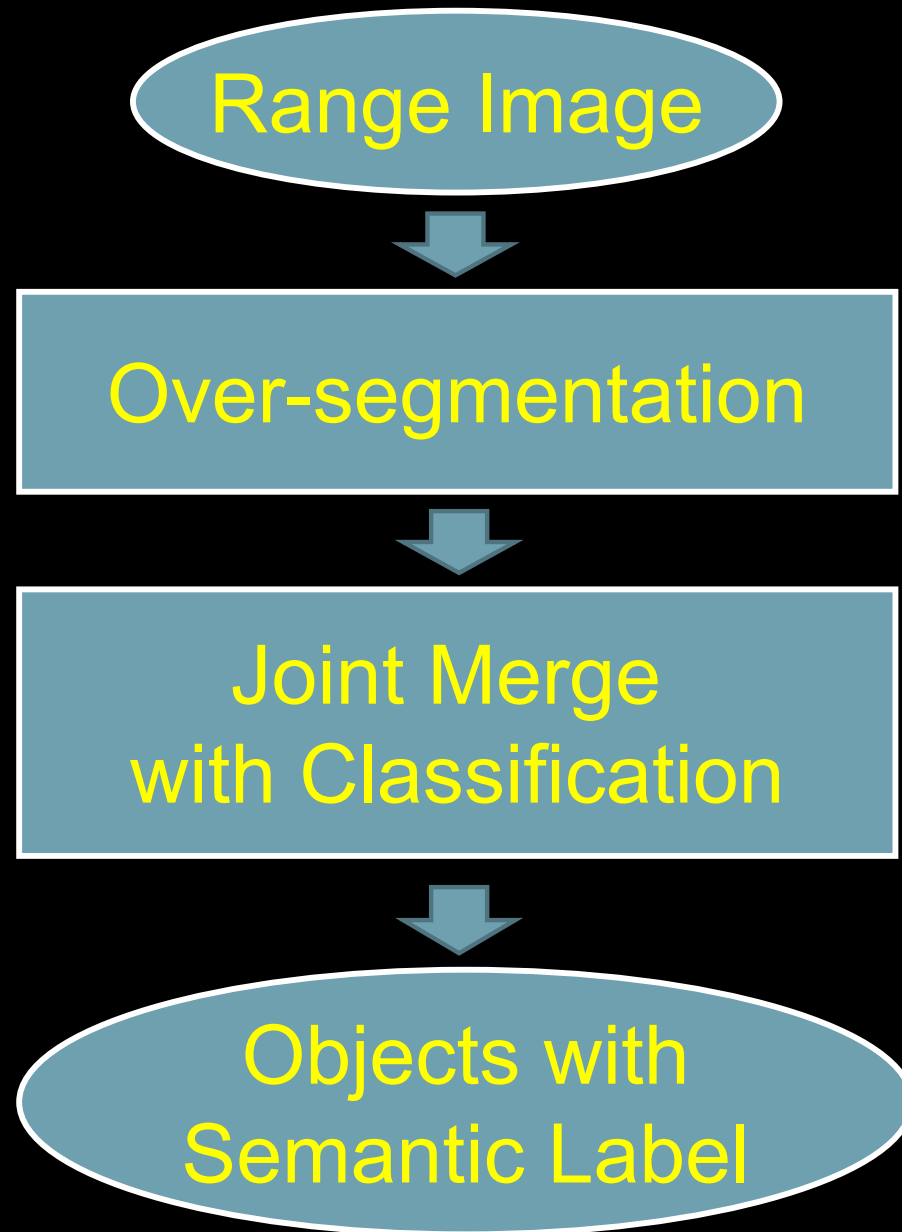 Range Image
Over-segmentation
Joint Merge
with Classification
Objects with
Semantic Label